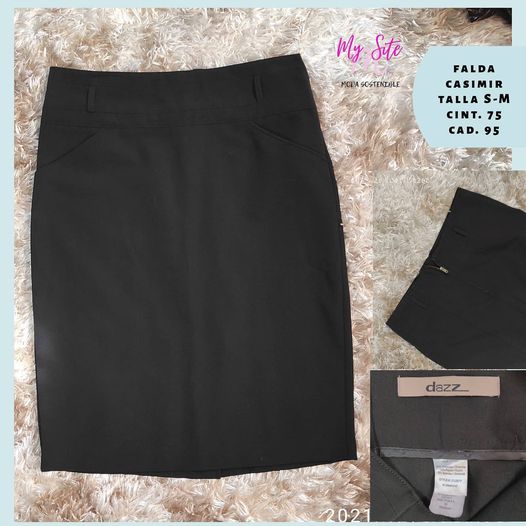 My Site
MODA SOSTENIBLE
FALDA
CASIMIR
TALLA S-M
CINT. 75
CAD. 95
dazz
2021